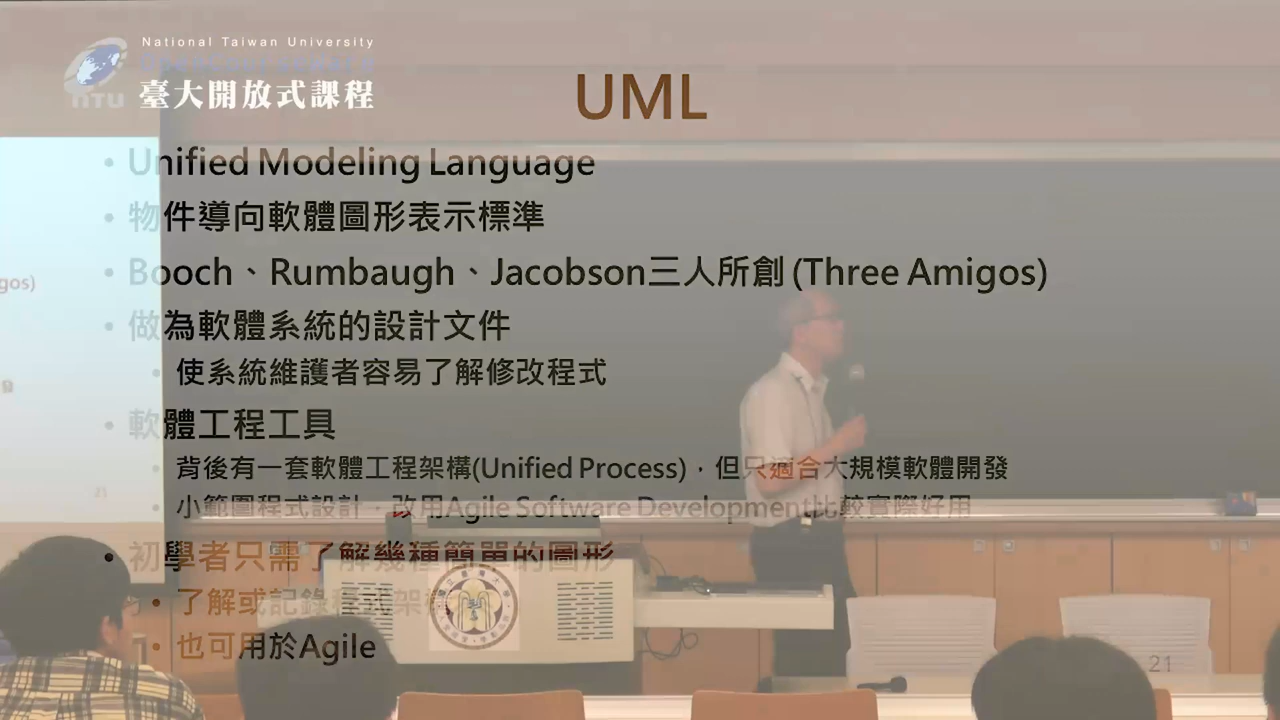 National Taiwan University
OpenCourseWare
臺大開放式課程
NTU
UML
• Unified Modeling Language
• 物件導向軟體圖形表示標準
• Booch、Rumbaugh、Jacobson三人所創 (Three Amigos)
gos)
• 做為軟體系統的設計文件
• 使系統維護者容易了解修改程式
• 軟體工程工具
• 背後有一套軟體工程架構(Unified Process)，但只適合大規模軟體開發
• 小範圍程式設計，改用Agile Software Development比較實際好用
• 初學者只需了解幾種簡單的圖形
• 了解或記錄程式架構
• 也可用於Agile
21
21